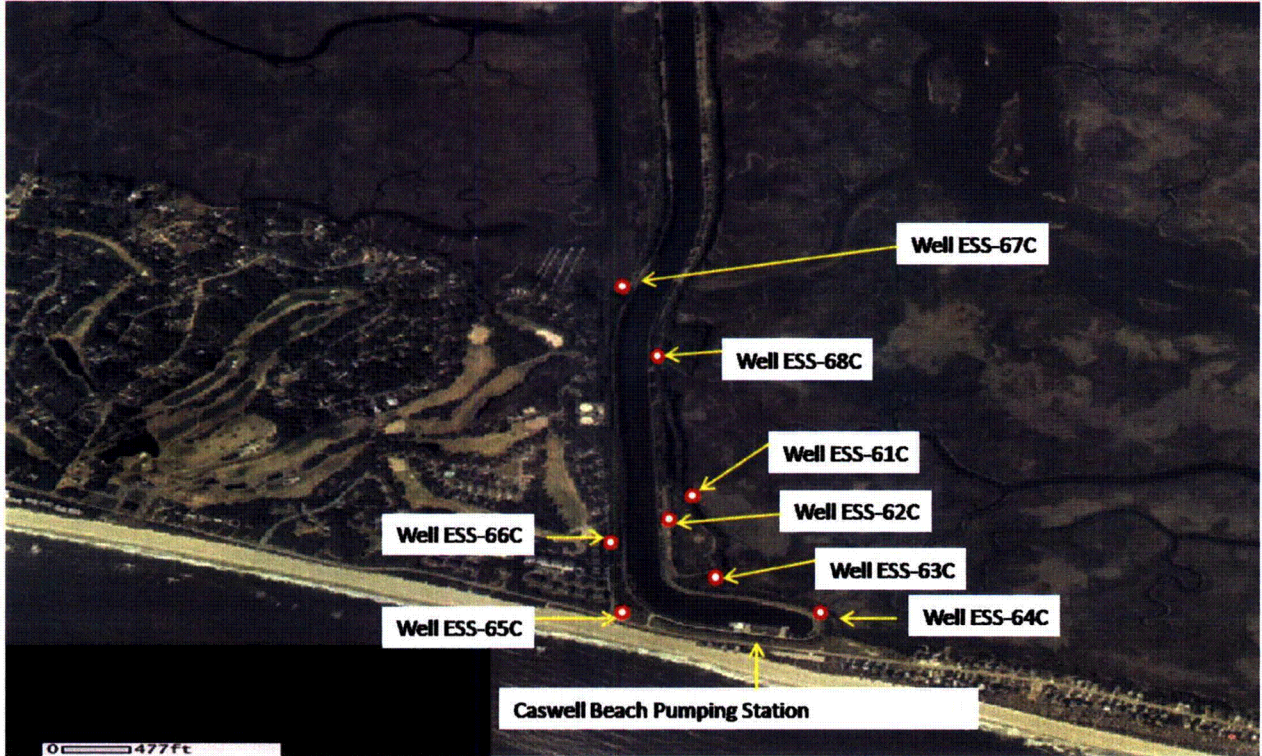 Well ESS-67C
Well ESS-68C
Well ESS-61C
Well ESS-62C
Well ESS-66C
Well ESS-63C
Well ESS-64C
Well ESS-65C
Caswell Beach Pumping Station
0 477ft